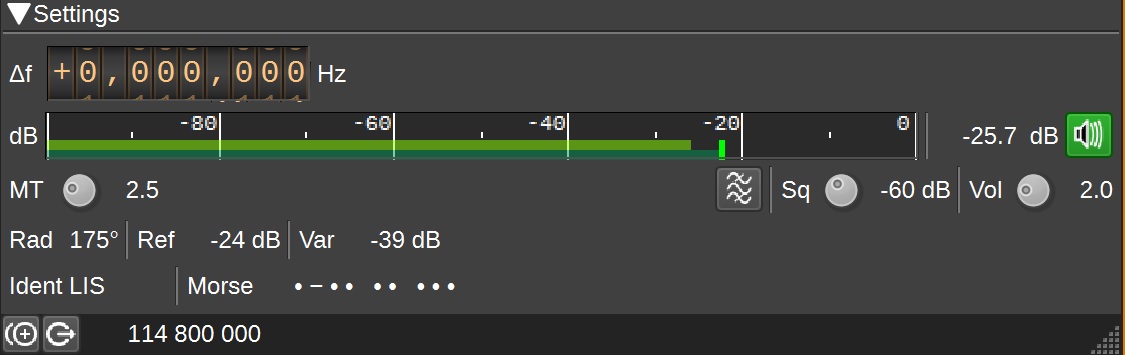 Settings
Δf +0,000,000 Hz
dB -80 -60 -40 -20 0 -25.7 dB
MT 2.5 Sq -60 dB Vol 2.0
Rad 175° Ref -24 dB Var -39 dB
Ident LIS Morse •−•• •• •••
114 800 000